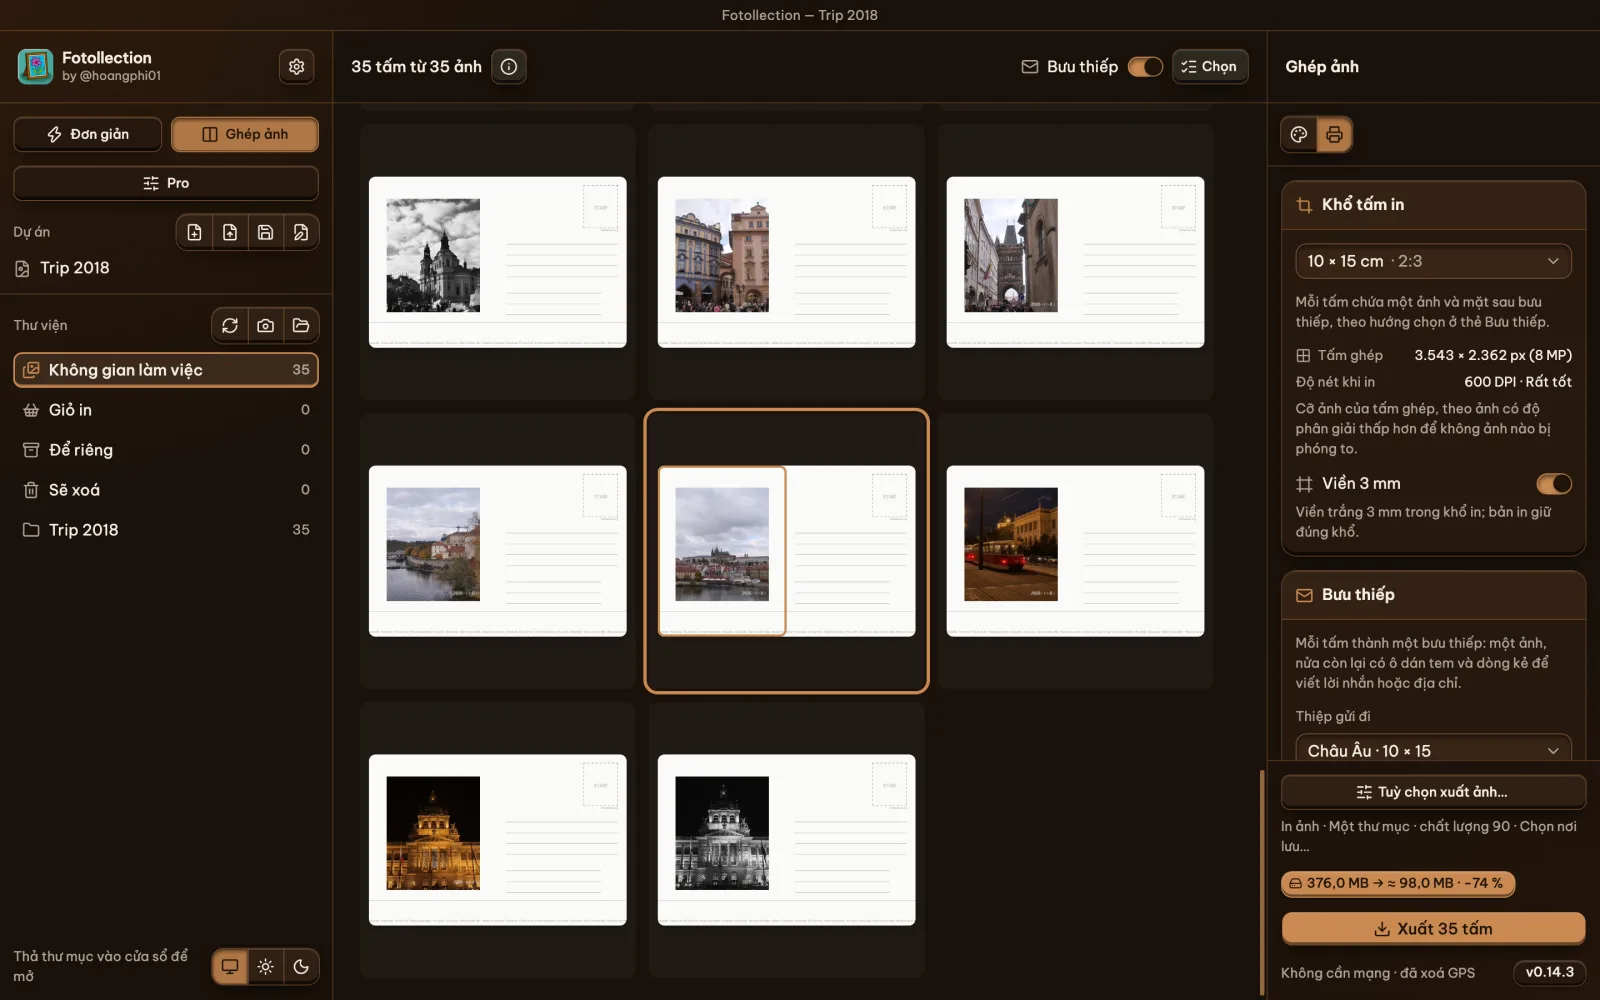 Fotollection — Trip 2018
Fotollection
by @hoangphi01
Đơn giản
Ghép ảnh
Pro
Dự án
Trip 2018
Thư viện
Không gian làm việc 35
Giỏ in 0
Để riêng 0
Sẽ xoá 0
Trip 2018 35
Thả thư mục vào cửa sổ để
mở
35 tấm từ 35 ảnh
Bưu thiếp
Chọn
STAMP
STAMP
STAMP
STAMP
STAMP
STAMP
STAMP
STAMP
Ghép ảnh
Khổ tấm in
10 × 15 cm · 2:3
Mỗi tấm chứa một ảnh và mặt sau bưu
thiếp, theo hướng chọn ở thẻ Bưu thiếp.
Tấm ghép 3.543 × 2.362 px (8 MP)
Độ nét khi in 600 DPI · Rất tốt
Cỡ ảnh của tấm ghép, theo ảnh có độ
phân giải thấp hơn để không ảnh nào bị
phóng to.
Viền 3 mm
Viền trắng 3 mm trong khổ in; bản in giữ
đúng khổ.
Bưu thiếp
Mỗi tấm thành một bưu thiếp: một ảnh,
nửa còn lại có ô dán tem và dòng kẻ để
viết lời nhắn hoặc địa chỉ.
Thiệp gửi đi
Châu Âu · 10 × 15
Tuỳ chọn xuất ảnh...
In ảnh · Một thư mục · chất lượng 90 · Chọn nơi
lưu...
376,0 MB → ≈ 98,0 MB · −74 %
Xuất 35 tấm
Không cần mạng · đã xoá GPS
v0.14.3